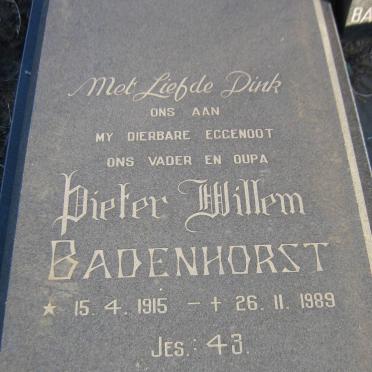 BA
Met Liefde Dink
ONS AAN
MY DIERBARE EGGENOOT
ONS VADER EN OUPA
Pieter Willem
BADENHORST
★ 15. 4. 1915 – ✝ 26. 11. 1989
JES.: 43.